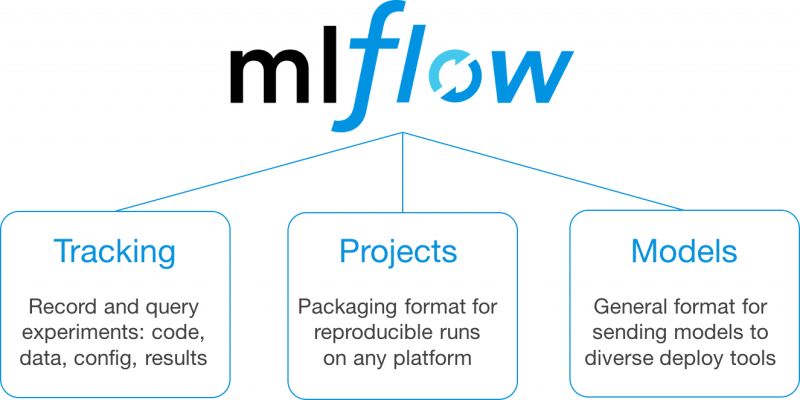 mlflow
Tracking
Record and query
experiments: code,
data, config, results
Projects
Packaging format for
reproducible runs
on any platform
Models
General format for
sending models to
diverse deploy tools